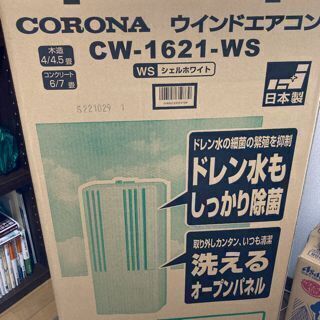 CORONA ウインドエアコン
木造
4/4.5 畳
コンクリート
6/7 畳
CW-1621-WS
WS シェルホワイト
日本製
S221029 1
ドレン水の細菌の繁殖を抑制
ドレン水も
しっかり除菌
取り外しカンタン、いつも清潔
洗える
オープンパネル